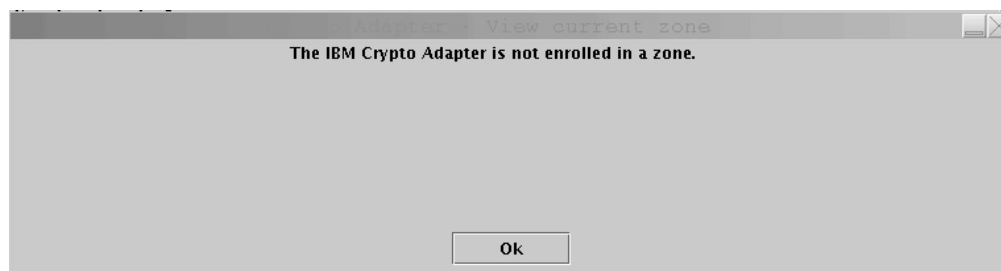 Adapter - View current zone
The IBM Crypto Adapter is not enrolled in a zone.
Ok